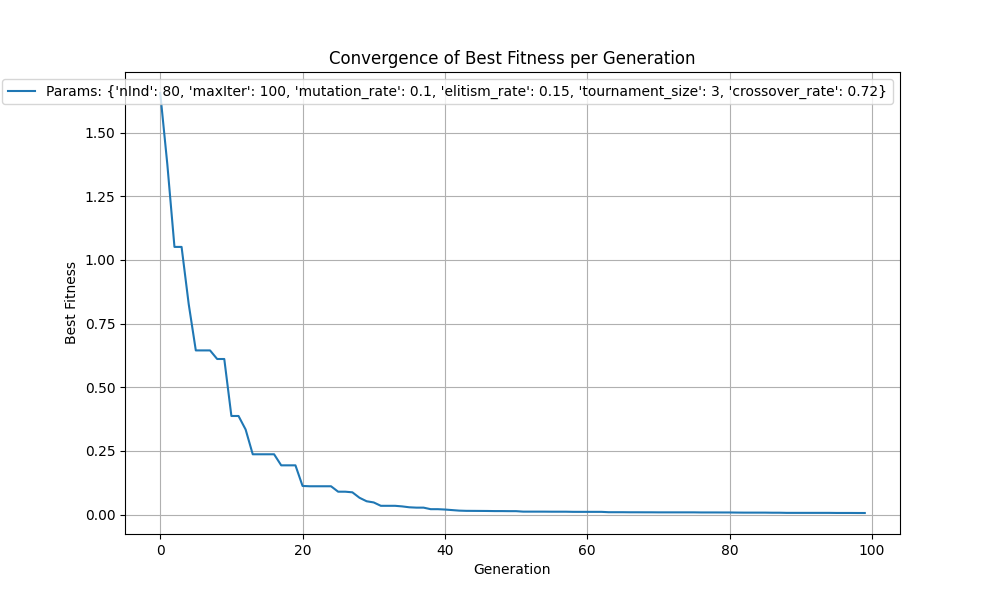 Convergence of Best Fitness per Generation
Params: {'nInd': 80, 'maxIter': 100, 'mutation_rate': 0.1, 'elitism_rate': 0.15, 'tournament_size': 3, 'crossover_rate': 0.72}
1.50
1.25
1.00
0.75
0.50
0.25
0.00
Best Fitness
0 20 40 60 80 100
Generation